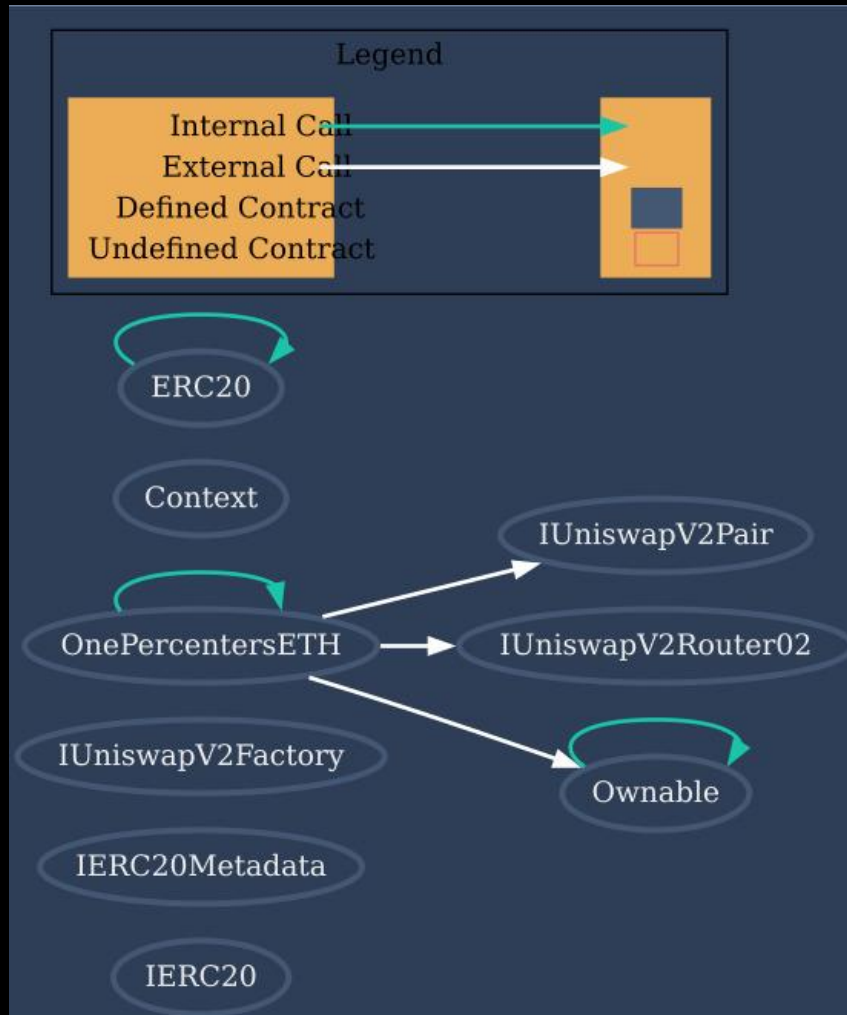 Legend
Internal Call
External Call
Defined Contract
Undefined Contract
ERC20
Context
IUniswapV2Pair
OnePercentersETH
IUniswapV2Router02
IUniswapV2Factory
Ownable
IERC20Metadata
IERC20